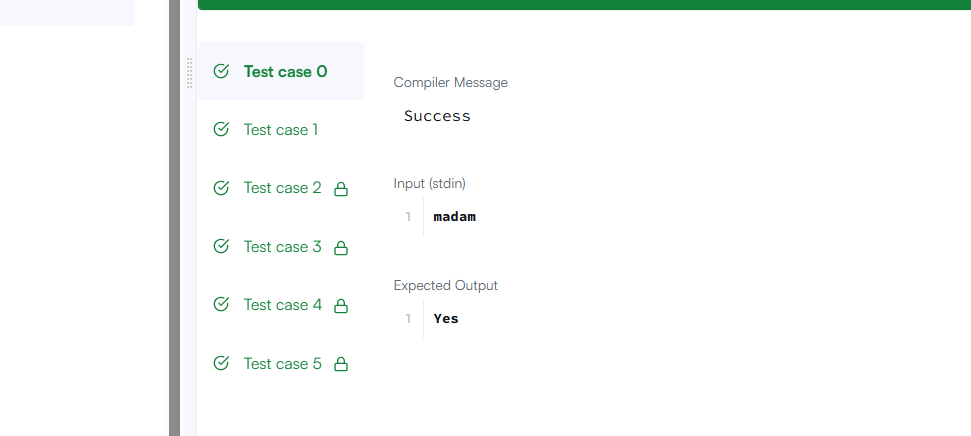 Test case 0
Test case 1
Test case 2
Test case 3
Test case 4
Test case 5
Compiler Message
Success
Input (stdin)
1 madam
Expected Output
1 Yes